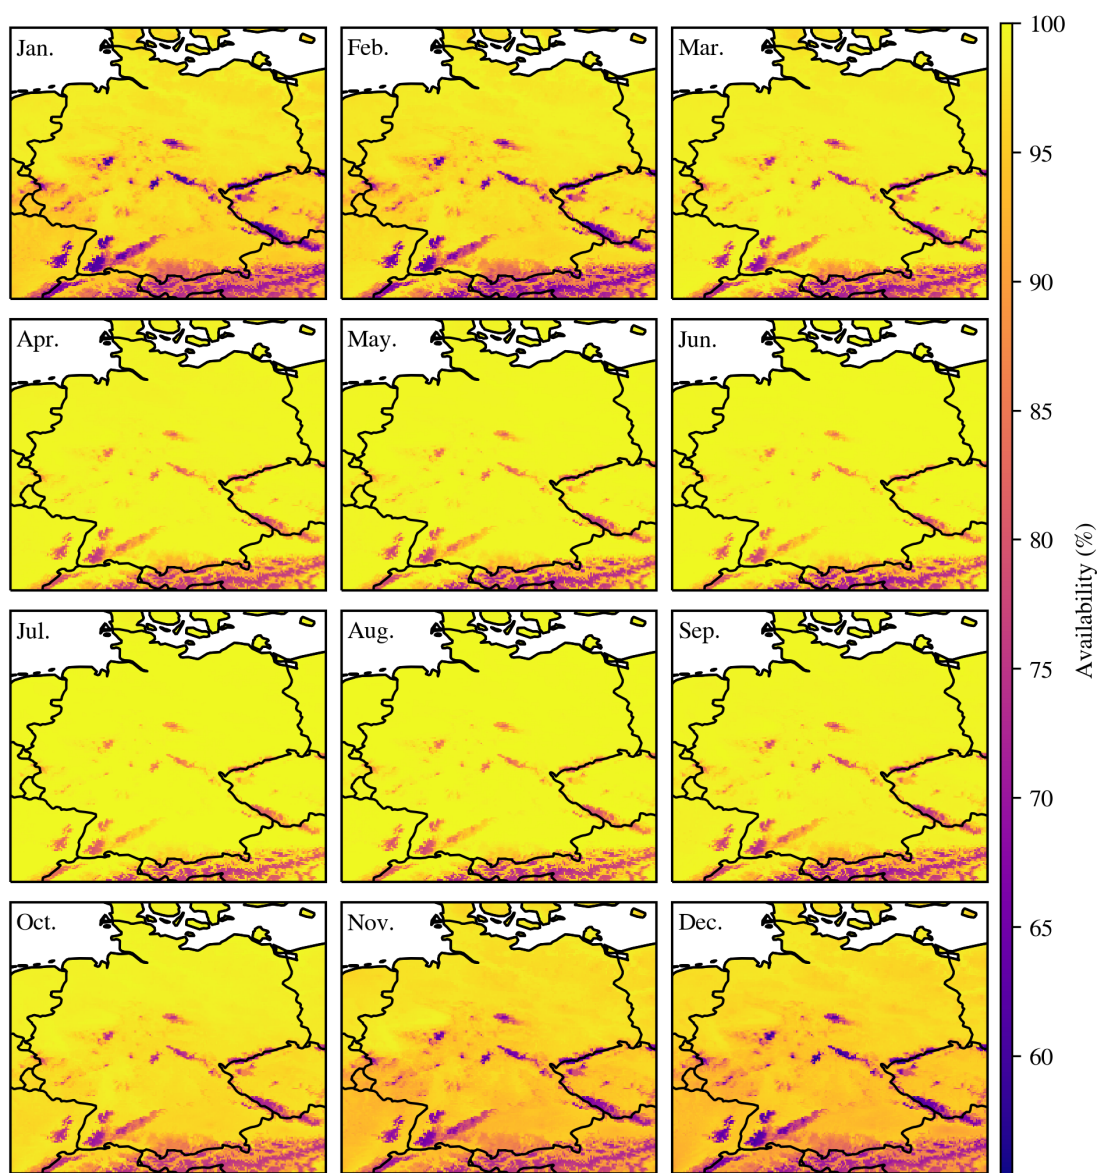 Jan.
Feb.
Mar.
Apr.
May.
Jun.
Jul.
Aug.
Sep.
Oct.
Nov.
Dec.
100
95
90
85
80
75
70
65
60
Availability (%)